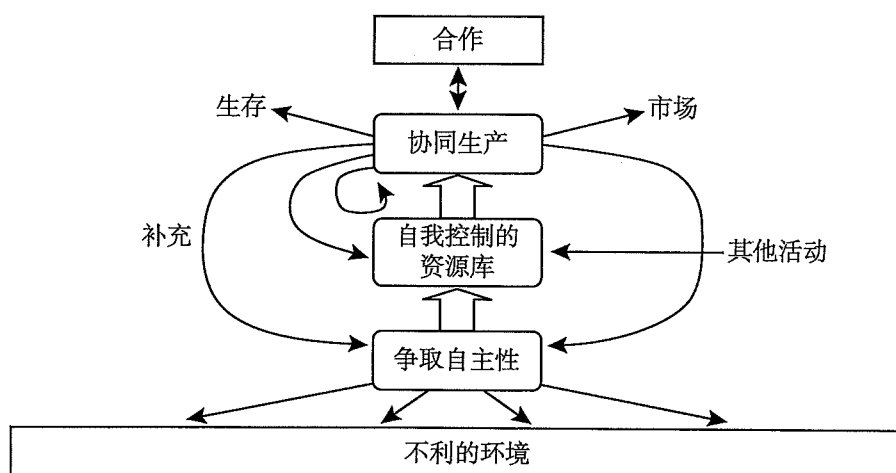 合作
生存
市场
协同生产
补充
自我控制的
资源库
其他活动
争取自主性
不利的环境